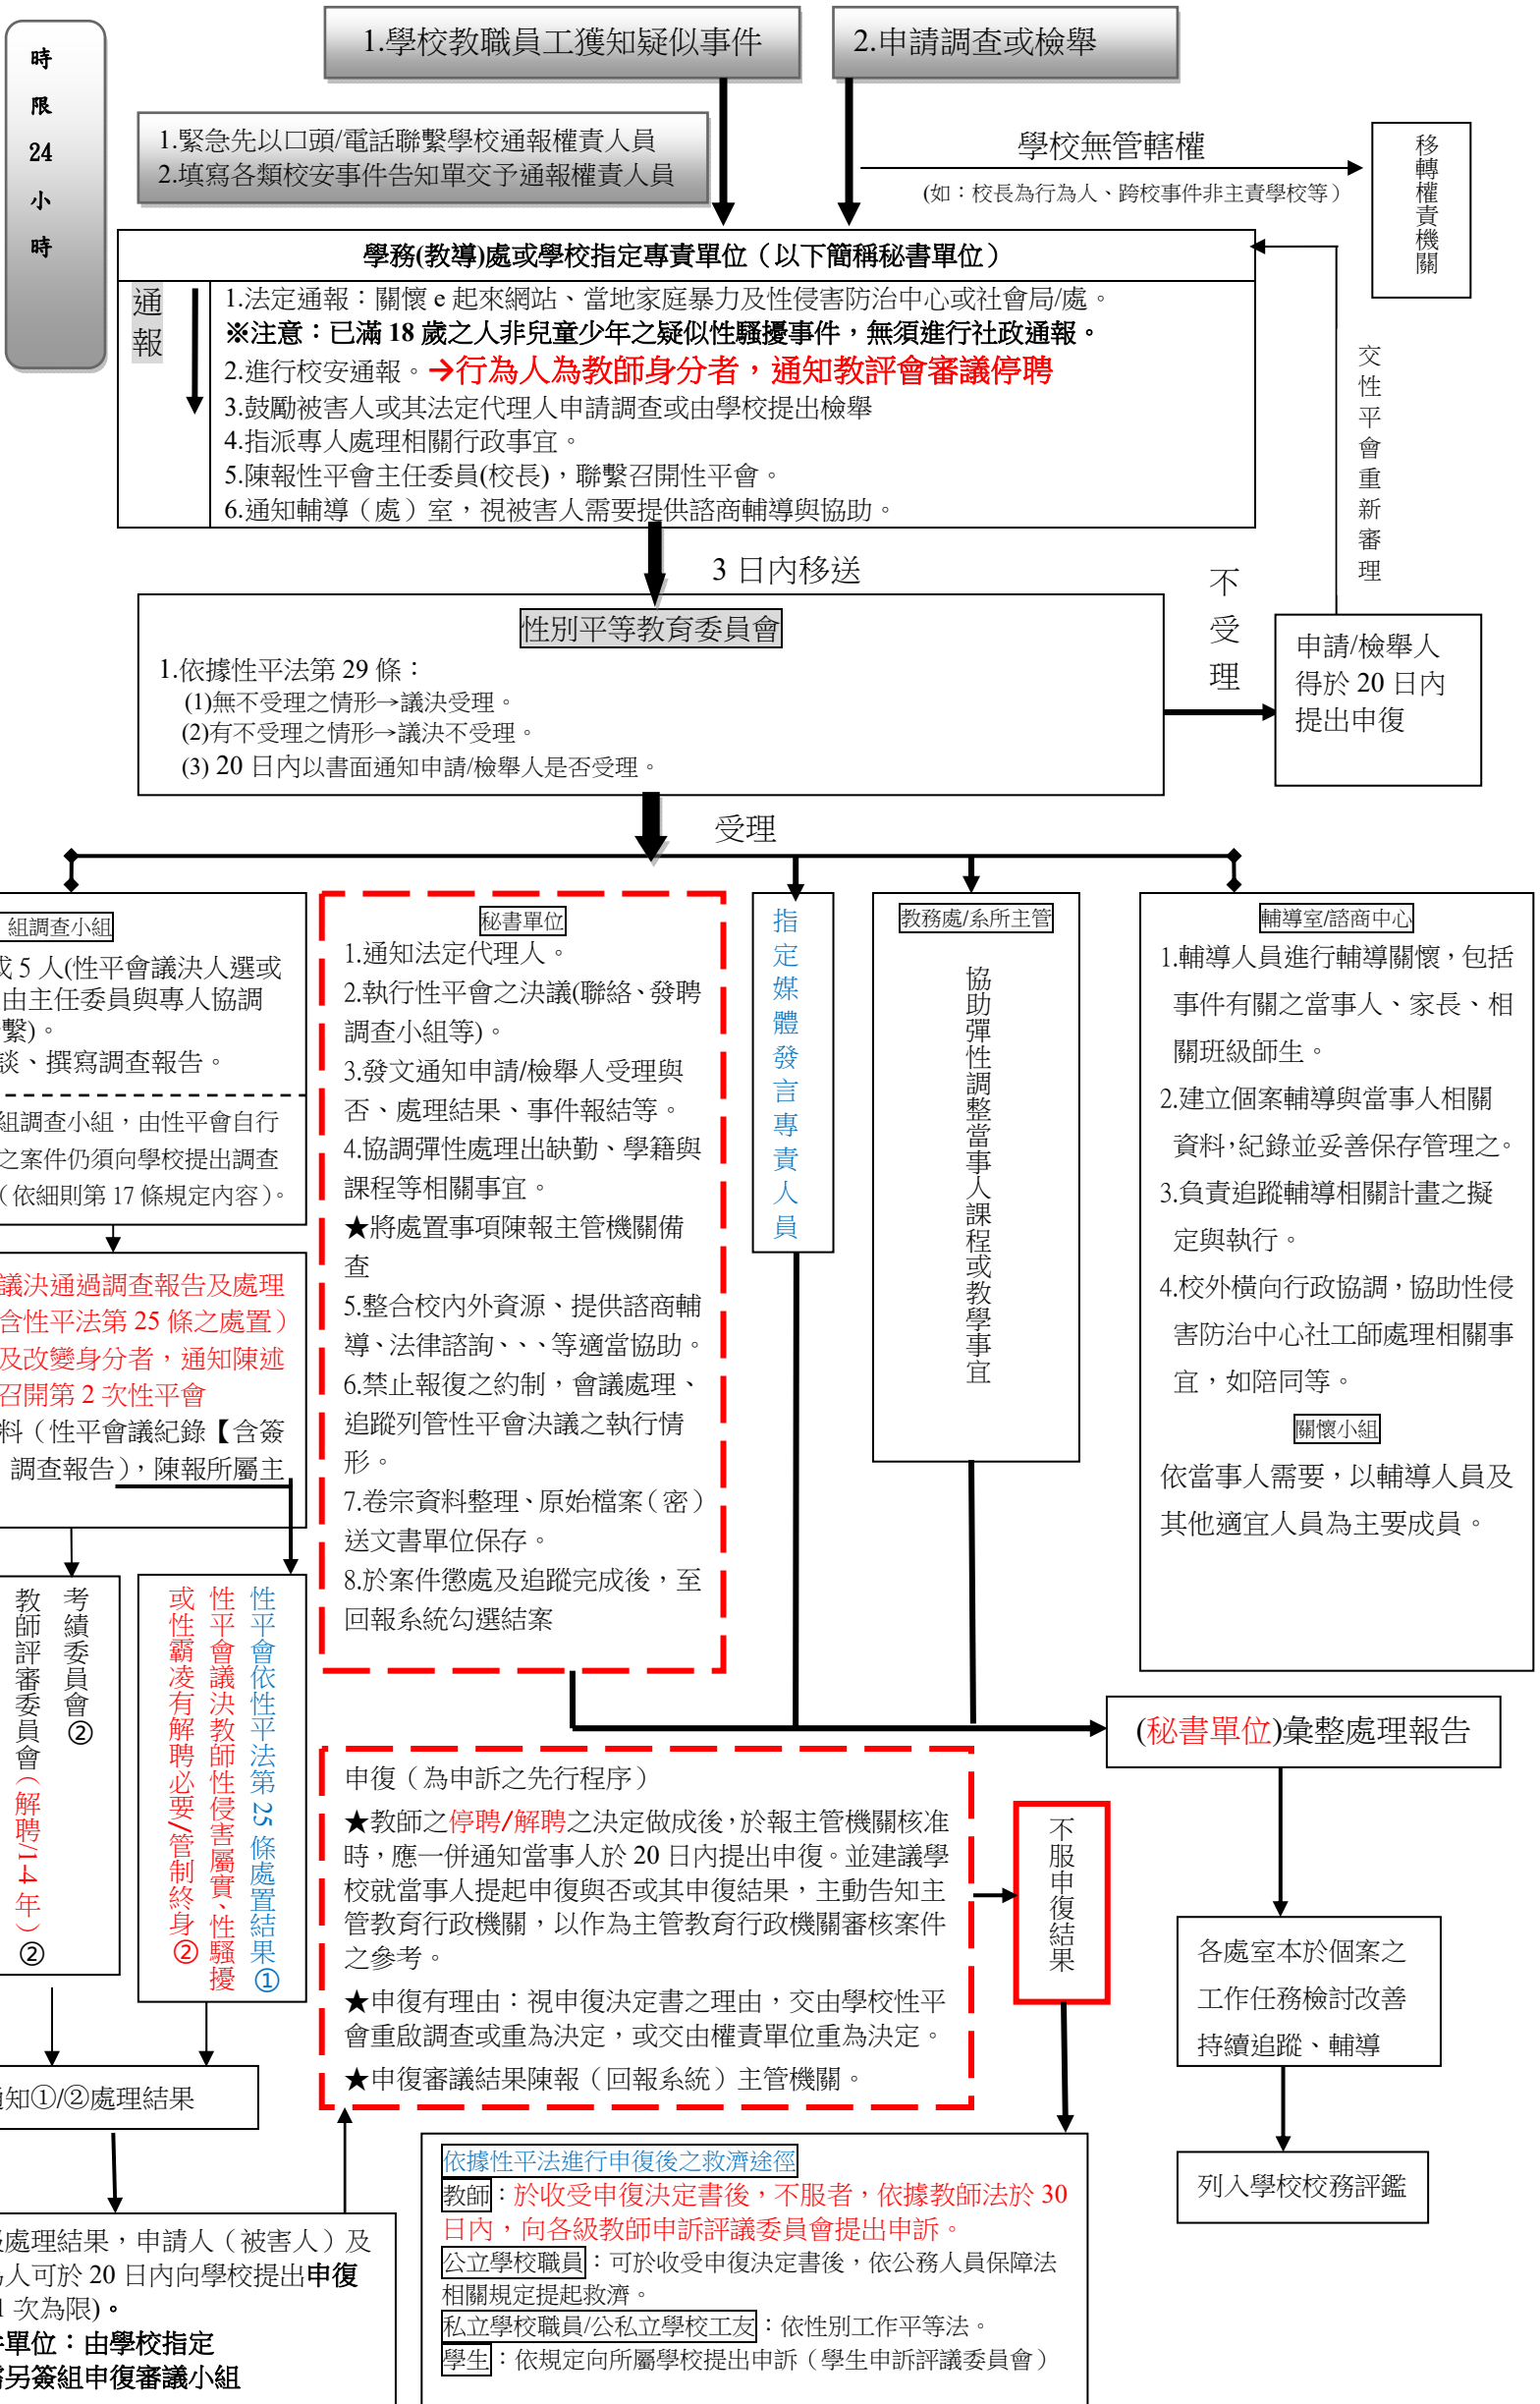 時
限
24
小
時
1.學校教職員工獲知疑似事件
2.申請調查或檢舉
1.緊急先以口頭/電話聯繫學校通報權責人員
2.填寫各類校安事件告知單交予通報權責人員
學校無管轄權
(如：校長為行為人、跨校事件非主責學校等）
移轉權責機關
學務(教導)處或學校指定專責單位（以下簡稱秘書單位）
通報
1.法定通報：關懷 e 起來網站、當地家庭暴力及性侵害防治中心或社會局/處。
※注意：已滿 18 歲之人非兒童少年之疑似性騷擾事件，無須進行社政通報。
2.進行校安通報。→行為人為教師身分者，通知教評會審議停聘
3.鼓勵被害人或其法定代理人申請調查或由學校提出檢舉
4.指派專人處理相關行政事宜。
5.陳報性平會主任委員(校長)，聯繫召開性平會。
6.通知輔導（處）室，視被害人需要提供諮商輔導與協助。
交性平會重新審理
3 日內移送
不受理
性別平等教育委員會
1.依據性平法第 29 條：
(1)無不受理之情形→議決受理。
(2)有不受理之情形→議決不受理。
(3) 20 日內以書面通知申請/檢舉人是否受理。
申請/檢舉人
得於 20 日內
提出申復
受理
組調查小組
或 5 人(性平會議決人選或
由主任委員與專人協調
繫)。
談、撰寫調查報告。
組調查小組，由性平會自行
之案件仍須向學校提出調查
（依細則第 17 條規定內容）。
議決通過調查報告及處理
含性平法第 25 條之處置）
及改變身分者，通知陳述
召開第 2 次性平會
料（性平會議紀錄【含簽
調查報告），陳報所屬主
考績委員會②
教師評審委員會（解聘/1-4 年）②
性平會依性平法第 25 條處置結果①
性平會議決教師性侵害屬實、性騷擾
或性霸凌有解聘必要/管制終身②
通知①/②處理結果
處理結果，申請人（被害人）及
為人可於 20 日內向學校提出申復
1 次為限)。
件單位：由學校指定
另簽組申復審議小組
秘書單位
1.通知法定代理人。
2.執行性平會之決議(聯絡、發聘
調查小組等)。
3.發文通知申請/檢舉人受理與
否、處理結果、事件報結等。
4.協調彈性處理出缺勤、學籍與
課程等相關事宜。
★將處置事項陳報主管機關備
查
5.整合校內外資源、提供諮商輔
導、法律諮詢、、、等適當協助。
6.禁止報復之約制，會議處理、
追蹤列管性平會決議之執行情
形。
7.卷宗資料整理、原始檔案（密）
送文書單位保存。
8.於案件懲處及追蹤完成後，至
回報系統勾選結案
指定媒體發言專責人員
教務處/系所主管
協助彈性調整當事人課程或教學事宜
輔導室/諮商中心
1.輔導人員進行輔導關懷，包括
事件有關之當事人、家長、相
關班級師生。
2.建立個案輔導與當事人相關
資料，紀錄並妥善保存管理之。
3.負責追蹤輔導相關計畫之擬
定與執行。
4.校外橫向行政協調，協助性侵
害防治中心社工師處理相關事
宜，如陪同等。
關懷小組
依當事人需要，以輔導人員及
其他適宜人員為主要成員。
(秘書單位)彙整處理報告
申復（為申訴之先行程序）
★教師之停聘/解聘之決定做成後，於報主管機關核准
時，應一併通知當事人於 20 日內提出申復。並建議學
校就當事人提起申復與否或其申復結果，主動告知主
管教育行政機關，以作為主管教育行政機關審核案件
之參考。
★申復有理由：視申復決定書之理由，交由學校性平
會重啟調查或重為決定，或交由權責單位重為決定。
★申復審議結果陳報（回報系統）主管機關。
不服申復結果
各處室本於個案之
工作任務檢討改善
持續追蹤、輔導
列入學校校務評鑑
依據性平法進行申復後之救濟途徑
教師：於收受申復決定書後，不服者，依據教師法於 30
日內，向各級教師申訴評議委員會提出申訴。
公立學校職員：可於收受申復決定書後，依公務人員保障法
相關規定提起救濟。
私立學校職員/公私立學校工友：依性別工作平等法。
學生：依規定向所屬學校提出申訴（學生申訴評議委員會）